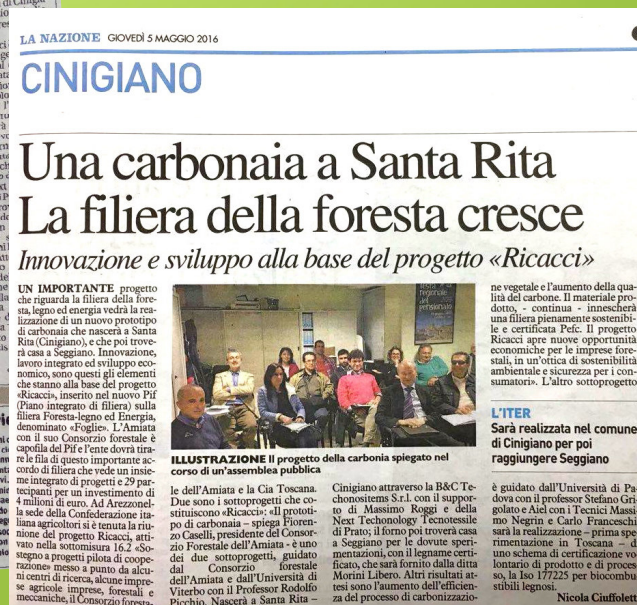 LA NAZIONE GIOVEDÌ 5 MAGGIO 2016
CINIGIANO
Una carbonaia a Santa Rita
La filiera della foresta cresce
Innovazione e sviluppo alla base del progetto «Ricacci»
UN IMPORTANTE progetto
che riguarda la filiera della fore-
sta, legno ed energia vedrà la rea-
lizzazione di un nuovo prototipo
di carbonaia che nascerà a Santa
Rita (Cinigiano), e che poi trove-
rà casa a Seggiano. Innovazione,
lavoro integrato ed sviluppo eco-
nomico, sono questi gli elementi
che stanno alla base del progetto
«Ricacci», inserito nel nuovo Pif
(Piano integrato di filiera) sulla
filiera Foresta-legno ed Energia,
denominato «Foglie». L'Amiata
con il suo Consorzio forestale è
capofila del Pif e l'ente dovrà tira-
re le fila di questo importante ac-
cordo di filiera che vede un insie-
me integrato di progetti e 29 par-
tecipanti per un investimento di
4 milioni di euro. Ad Arezzonel-
la sede della Confederazione ita-
liana agricoltori si è tenuta la riu-
nione del progetto Ricacci, atti-
vato nella sottomisura 16.2 «So-
stegno a progetti pilota di coope-
razione» messo a punto da alcu-
ni centri di ricerca, alcune impre-
se agricole imprese, forestali e
meccaniche, il Consorzio foresta-
festa
regionale
del
pensionato
ILLUSTRAZIONE Il progetto della carbonia spiegato nel
corso di un'assemblea pubblica
le dell'Amiata e la Cia Toscana.
Due sono i sottoprogetti che co-
stituiscono «Ricacci»: «Il prototi-
po di carbonaia – spiega Fioren-
zo Caselli, presidente del Consor-
zio Forestale dell'Amiata - è uno
dei due sottoprogetti, guidato
dal Consorzio forestale
dell'Amiata e dall'Università di
Viterbo con il Professor Rodolfo
Picchio. Nascerà a Santa Rita –
Cinigiano attraverso la B&C Te-
chonositems S.r.l. con il suppor-
to di Massimo Roggi e della
Next Techonology Tecnotessile
di Prato; il forno poi troverà casa
a Seggiano per le dovute speri-
mentazioni, con il legname certi-
ficato, che sarà fornito dalla ditta
Morini Libero. Altri risultati at-
tesi sono l'aumento dell'efficien-
za del processo di carbonizzazio-
ne vegetale e l'aumento della qua-
lità del carbone. Il materiale pro-
dotto, - continua - innescherà
una filiera pienamente sostenibi-
le e certificata Pefc. Il progetto
Ricacci apre nuove opportunità
economiche per le imprese fore-
stali, in un'ottica di sostenibilità
ambientale e sicurezza per i con-
sumatori». L'altro sottoprogetto
L'ITER
Sarà realizzata nel comune
di Cinigiano per poi
raggiungere Seggiano
è guidato dall'Università di Pa-
dova con il professor Stefano Gri-
golato e Aiel con i Tecnici Massi-
mo Negrin e Carlo Franceschi
sarà la realizzazione – prima spe-
rimentazione in Toscana – di
uno schema di certificazione vo-
lontario di prodotto e di proces-
so, la Iso 177225 per biocombu-
stibili legnosi.
Nicola Ciuffoletti